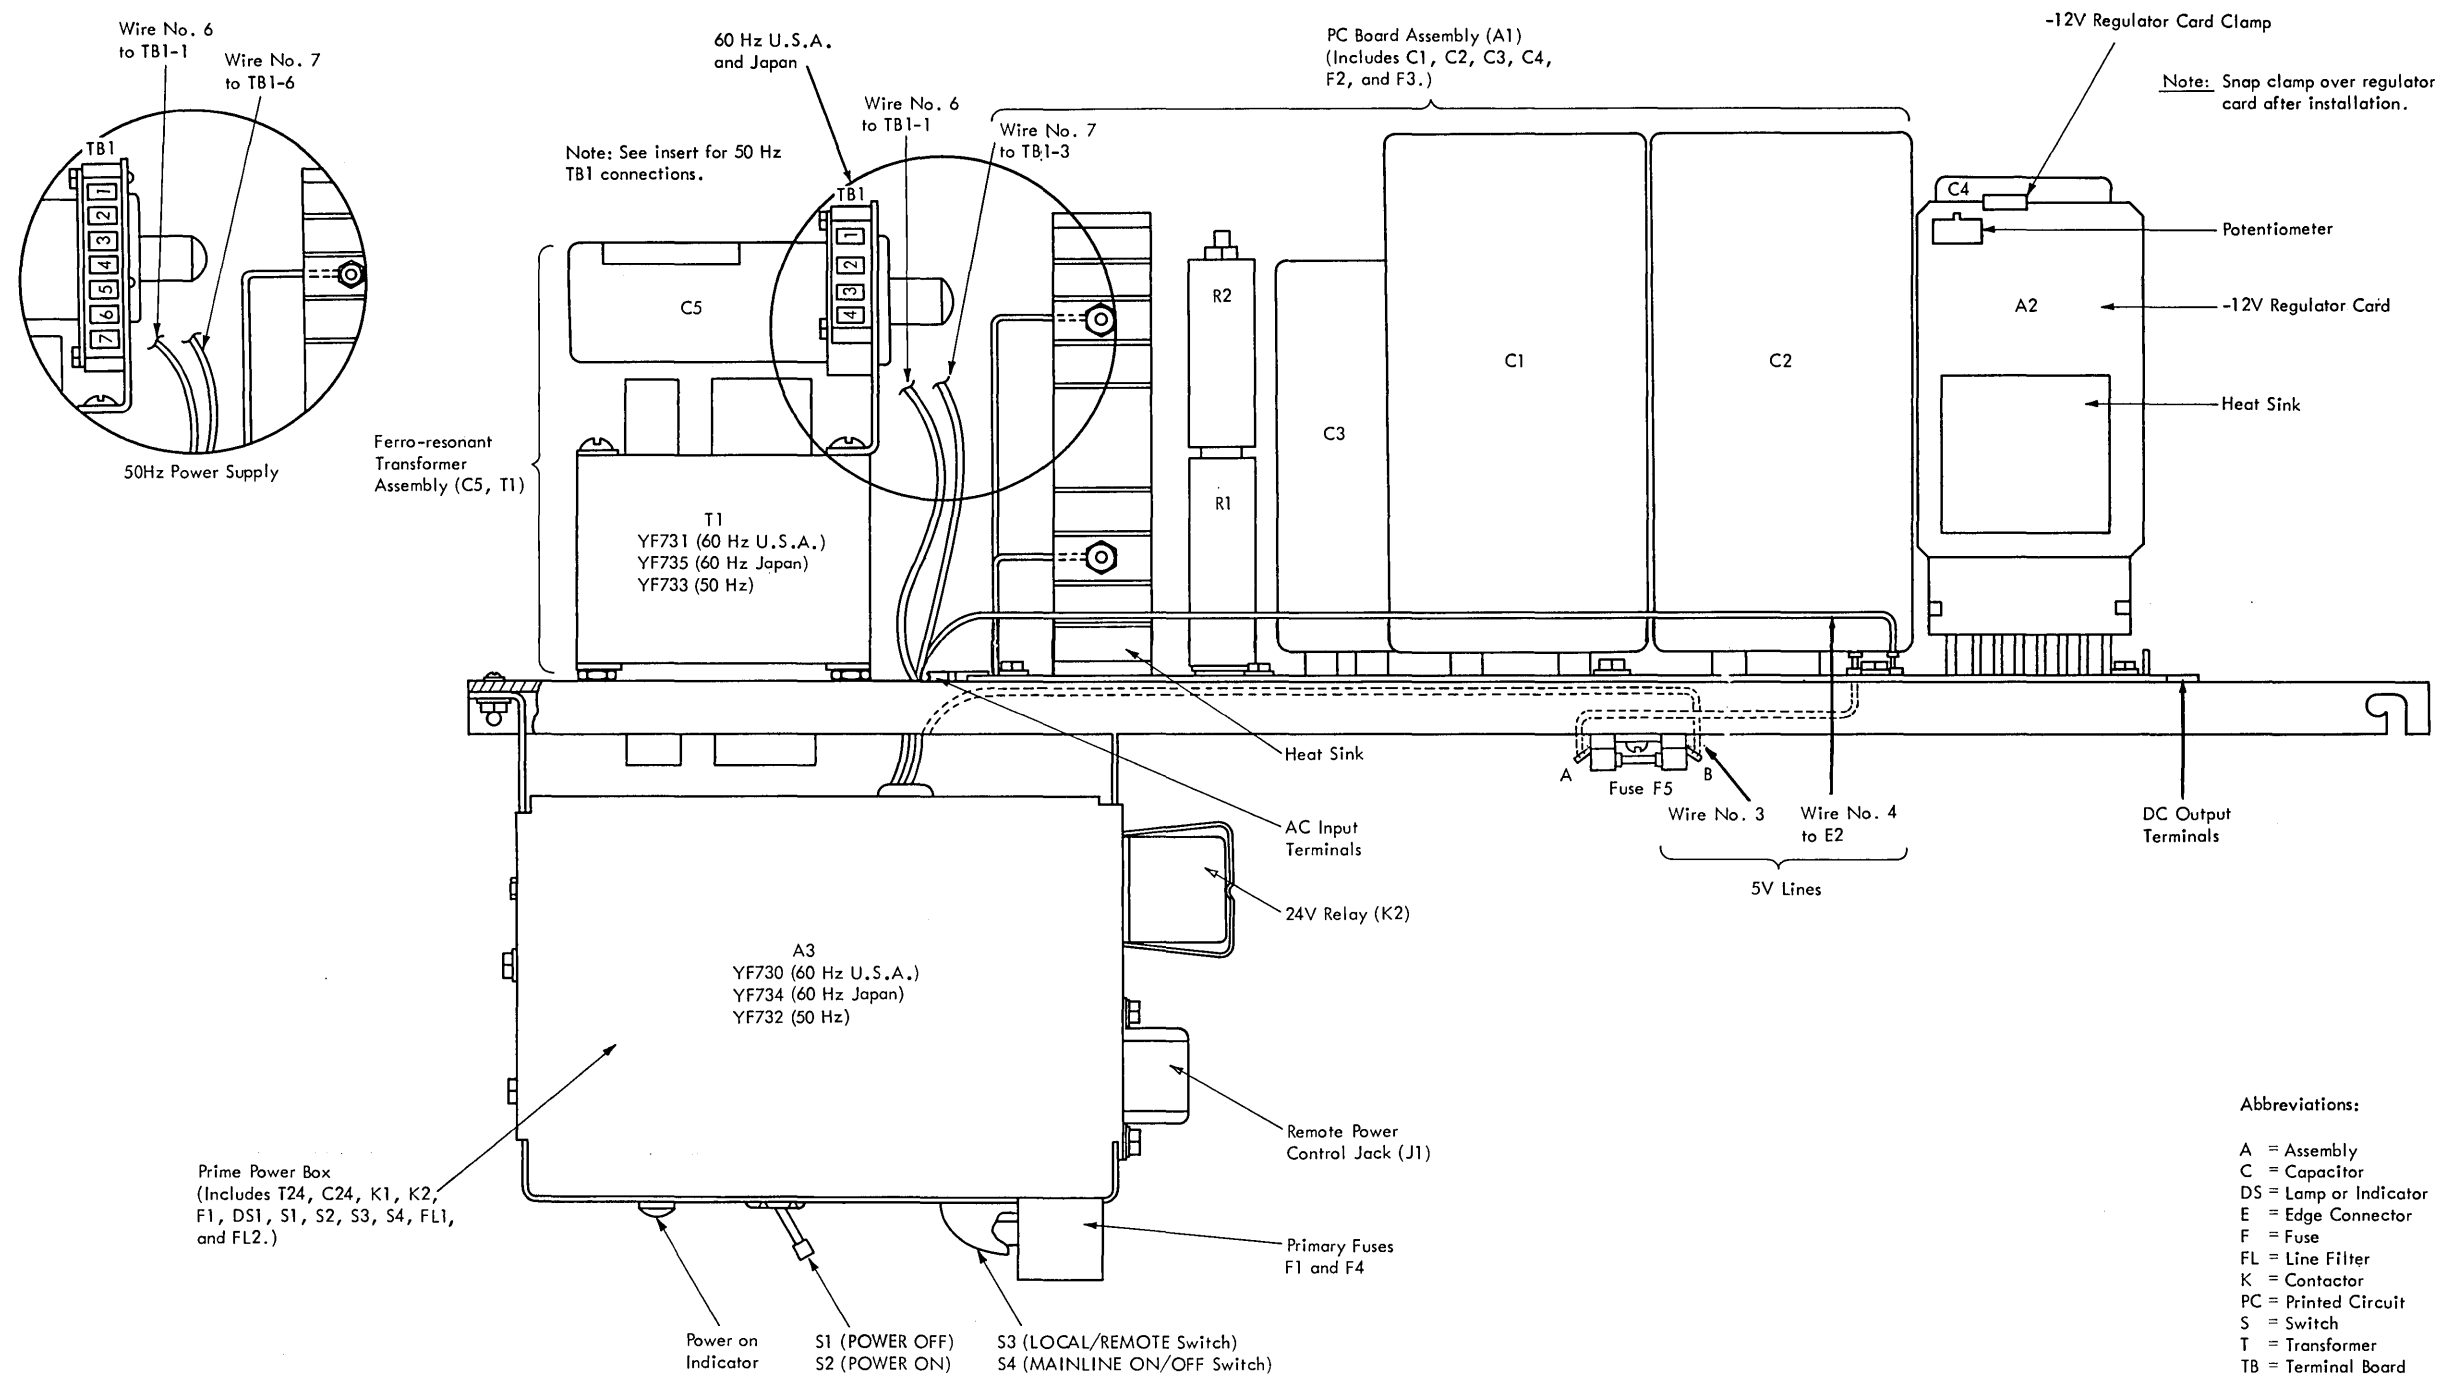 Wire No. 6
to TB1-1
Wire No. 7
to TB1-6
TB1
1
2
3
4
5
6
7
50Hz Power Supply
60 Hz U.S.A.
and Japan
Note: See insert for 50 Hz
TB1 connections.
Wire No. 6
to TB1-1
Wire No. 7
to TB1-3
TB1
1
2
3
4
C5
PC Board Assembly (A1)
(Includes C1, C2, C3, C4,
F2, and F3.)
-12V Regulator Card Clamp
Note: Snap clamp over regulator
card after installation.
C4
Potentiometer
R2
A2
-12V Regulator Card
C1
C2
Heat Sink
C3
R1
Ferro-resonant
Transformer
Assembly (C5, T1)
T1
YF731 (60 Hz U.S.A.)
YF735 (60 Hz Japan)
YF733 (50 Hz)
Heat Sink
A
B
Fuse F5
Wire No. 3
Wire No. 4
to E2
5V Lines
DC Output
Terminals
AC Input
Terminals
24V Relay (K2)
A3
YF730 (60 Hz U.S.A.)
YF734 (60 Hz Japan)
YF732 (50 Hz)
Remote Power
Control Jack (J1)
Prime Power Box
(Includes T24, C24, K1, K2,
F1, DS1, S1, S2, S3, S4, FL1,
and FL2.)
Primary Fuses
F1 and F4
Power on
Indicator
S1 (POWER OFF)
S2 (POWER ON)
S3 (LOCAL/REMOTE Switch)
S4 (MAINLINE ON/OFF Switch)
Abbreviations:
A = Assembly
C = Capacitor
DS = Lamp or Indicator
E = Edge Connector
F = Fuse
FL = Line Filter
K = Contactor
PC = Printed Circuit
S = Switch
T = Transformer
TB = Terminal Board